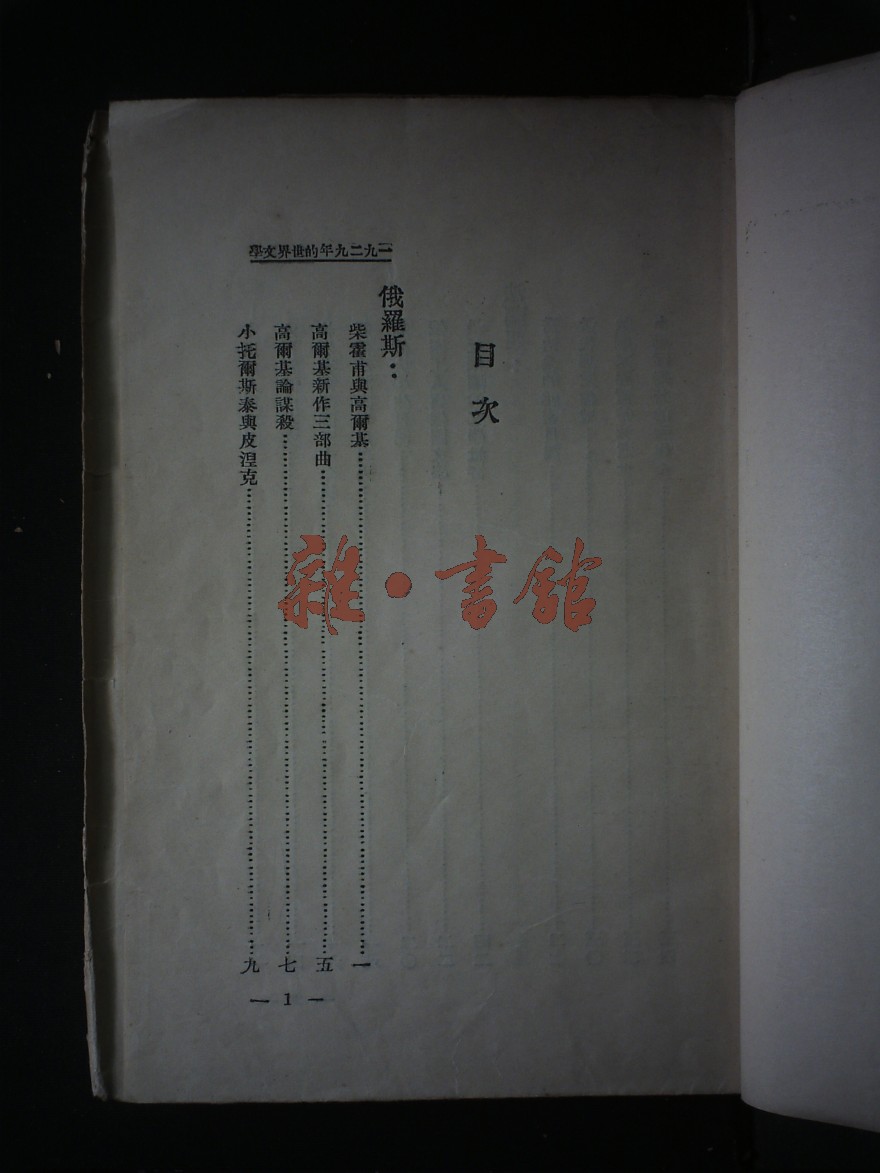 一九二九年的世界文學
目次
俄羅斯：
柴霍甫與高爾基……一
高爾基新作三部曲……五
高爾基論謀殺……七
小托爾斯泰與皮涅克……九
— 1 —
雜·書館